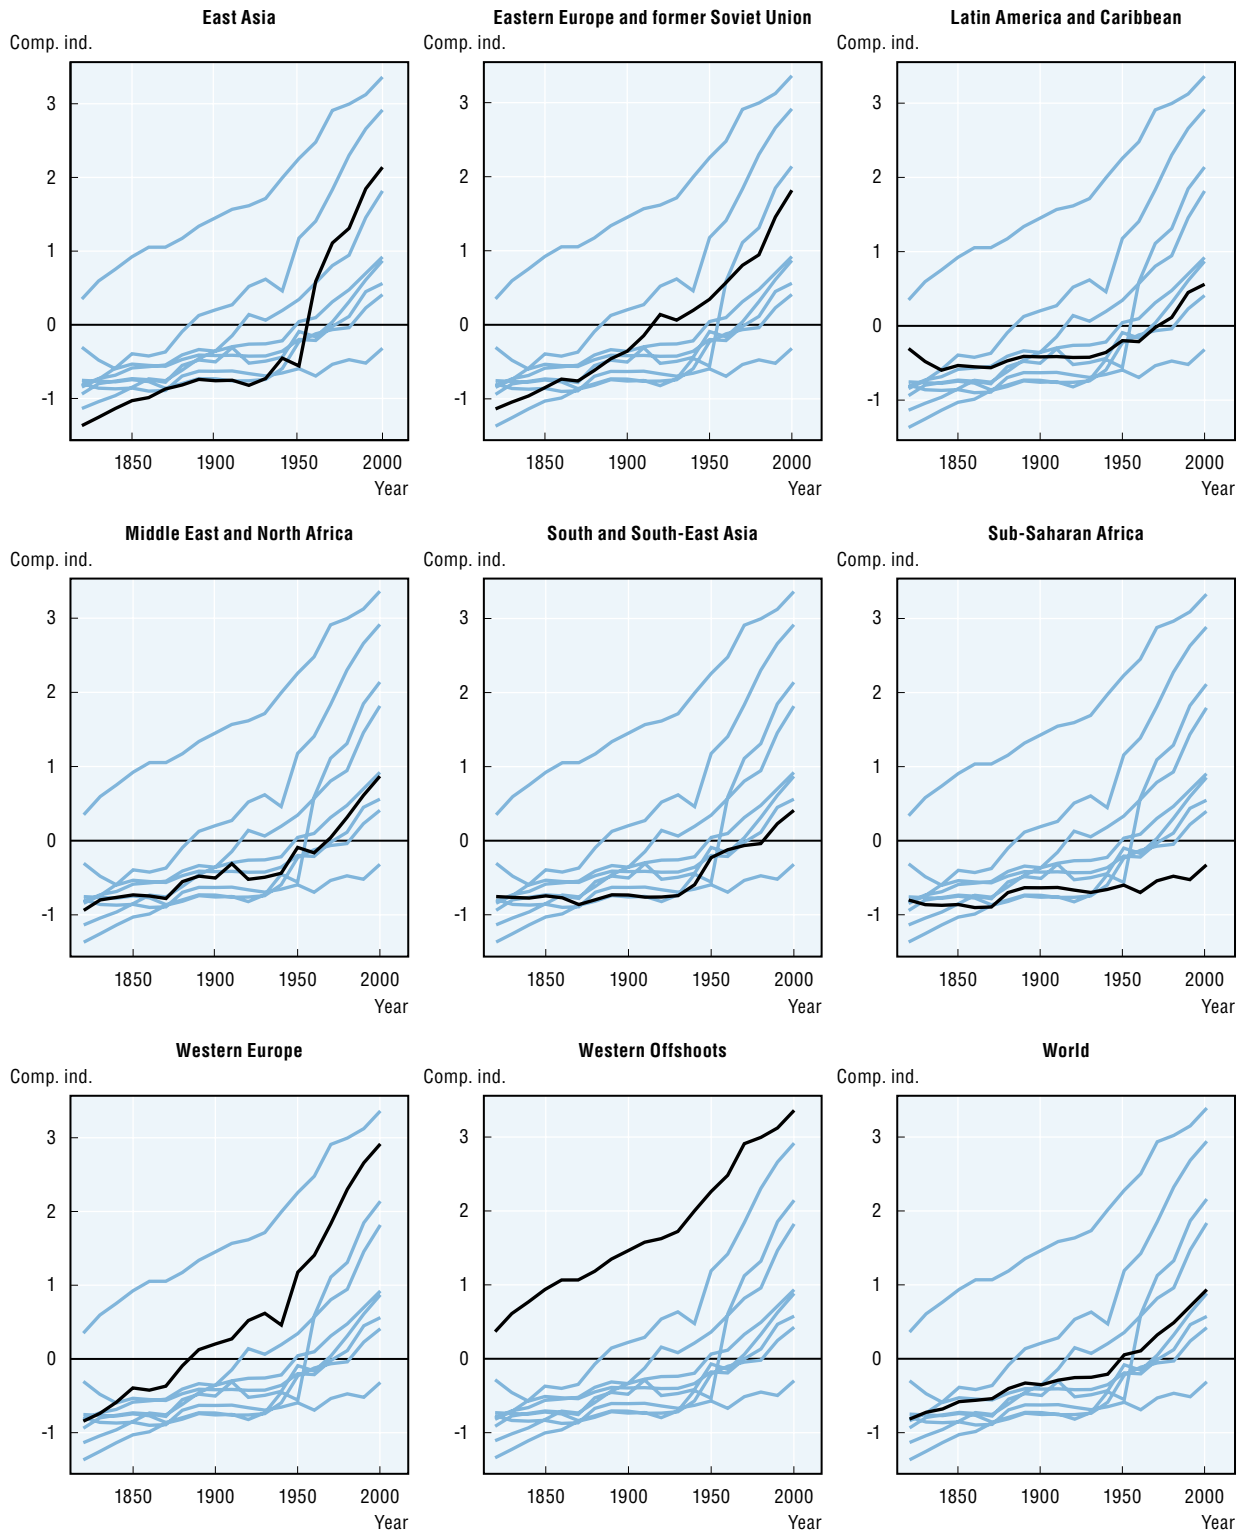 East Asia
Eastern Europe and former Soviet Union
Latin America and Caribbean
Comp. ind.
Comp. ind.
Comp. ind.
3
2
1
0
-1
1850 1900 1950 2000
Year
3
2
1
0
-1
1850 1900 1950 2000
Year
3
2
1
0
-1
1850 1900 1950 2000
Year
Middle East and North Africa
South and South-East Asia
Sub-Saharan Africa
Comp. ind.
Comp. ind.
Comp. ind.
3
2
1
0
-1
1850 1900 1950 2000
Year
3
2
1
0
-1
1850 1900 1950 2000
Year
3
2
1
0
-1
1850 1900 1950 2000
Year
Western Europe
Western Offshoots
World
Comp. ind.
Comp. ind.
Comp. ind.
3
2
1
0
-1
1850 1900 1950 2000
Year
3
2
1
0
-1
1850 1900 1950 2000
Year
3
2
1
0
-1
1850 1900 1950 2000
Year